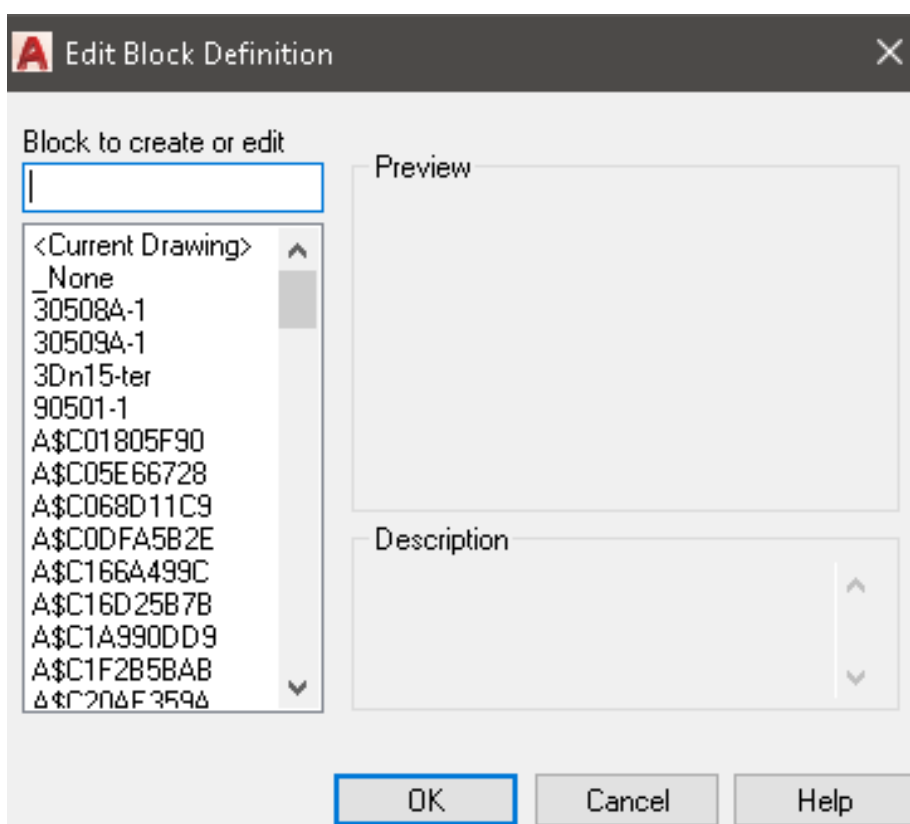 Edit Block Definition
Block to create or edit
<Current Drawing>
_None
30508A-1
30509A-1
3Dn15-ter
90501-1
A$C01805F90
A$C05E66728
A$C068D11C9
A$C0DFA5B2E
A$C166A499C
A$C16D25B7B
A$C1A990DD9
A$C1F2B5BAB
A$C20AE359A
Preview
Description
OK
Cancel
Help